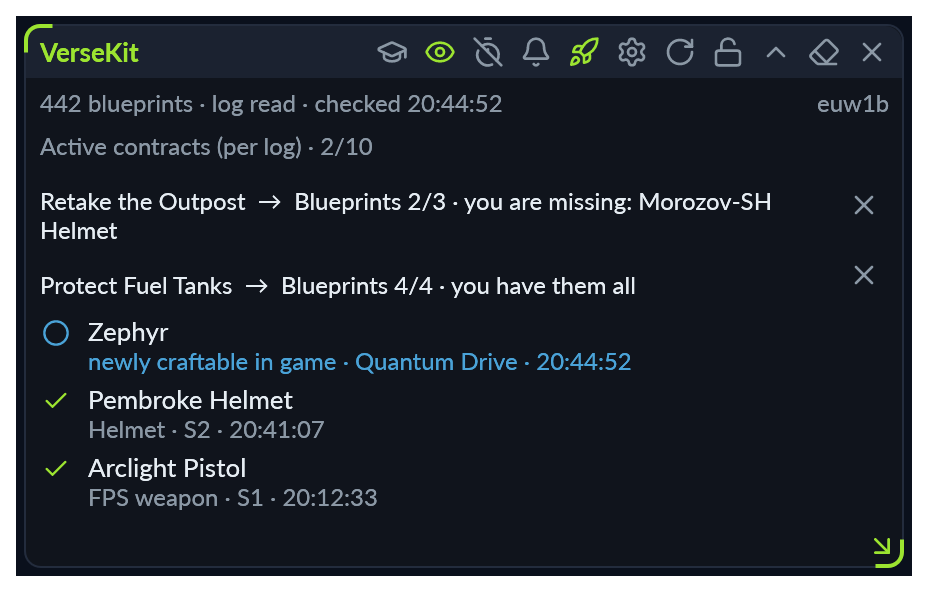 VerseKit
442 blueprints · log read · checked 20:44:52
euw1b
Active contracts (per log) · 2/10
Retake the Outpost → Blueprints 2/3 · you are missing: Morozov-SH
Helmet
Protect Fuel Tanks → Blueprints 4/4 · you have them all
Zephyr
newly craftable in game · Quantum Drive · 20:44:52
Pembroke Helmet
Helmet · S2 · 20:41:07
Arclight Pistol
FPS weapon · S1 · 20:12:33